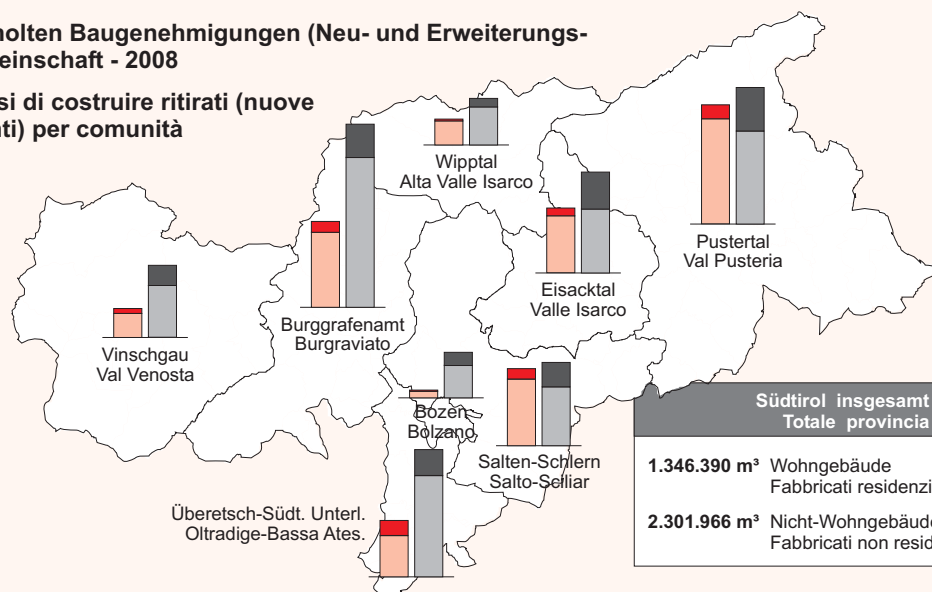 holten Baugenehmigungen (Neu- und Erweiterungs-
einschaft - 2008
si di costruire ritirati (nuove
ti) per comunità
Wipptal
Alta Valle Isarco
Pustertal
Val Pusteria
Eisacktal
Valle Isarco
Burggrafenamt
Burgraviato
Vinschgau
Val Venosta
Bozen
Bolzano
Salten-Schlern
Salto-Sciliar
Überetsch-Südt. Unterl.
Oltradige-Bassa Ates.
Südtirol insgesamt
Totale provincia
1.346.390 m³ Wohngebäude
Fabbricati residenzi
2.301.966 m³ Nicht-Wohngebäude
Fabbricati non resid